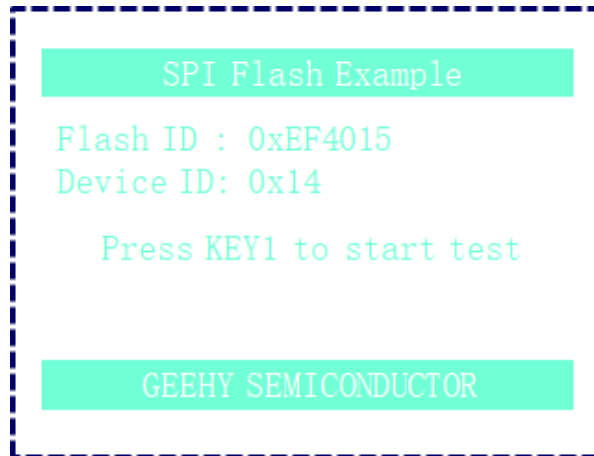 SPI Flash Example
Flash ID : 0xEF4015
Device ID: 0x14
Press KEY1 to start test
GEEHY SEMICONDUCTOR